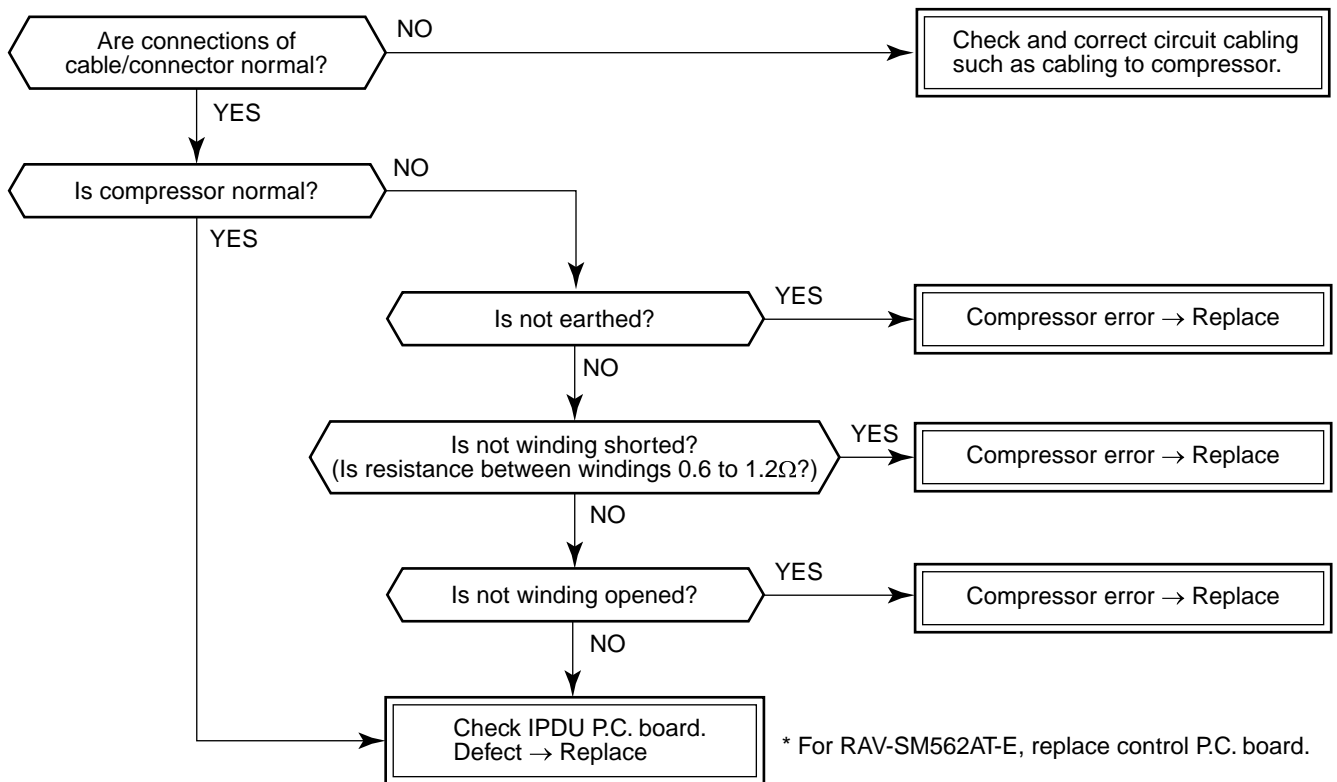 Are connections of
cable/connector normal?
NO
Check and correct circuit cabling
such as cabling to compressor.
YES
Is compressor normal?
NO
YES
Is not earthed?
YES
Compressor error → Replace
NO
Is not winding shorted?
(Is resistance between windings 0.6 to 1.2Ω?)
YES
Compressor error → Replace
NO
Is not winding opened?
YES
Compressor error → Replace
NO
Check IPDU P.C. board.
Defect → Replace
* For RAV-SM562AT-E, replace control P.C. board.